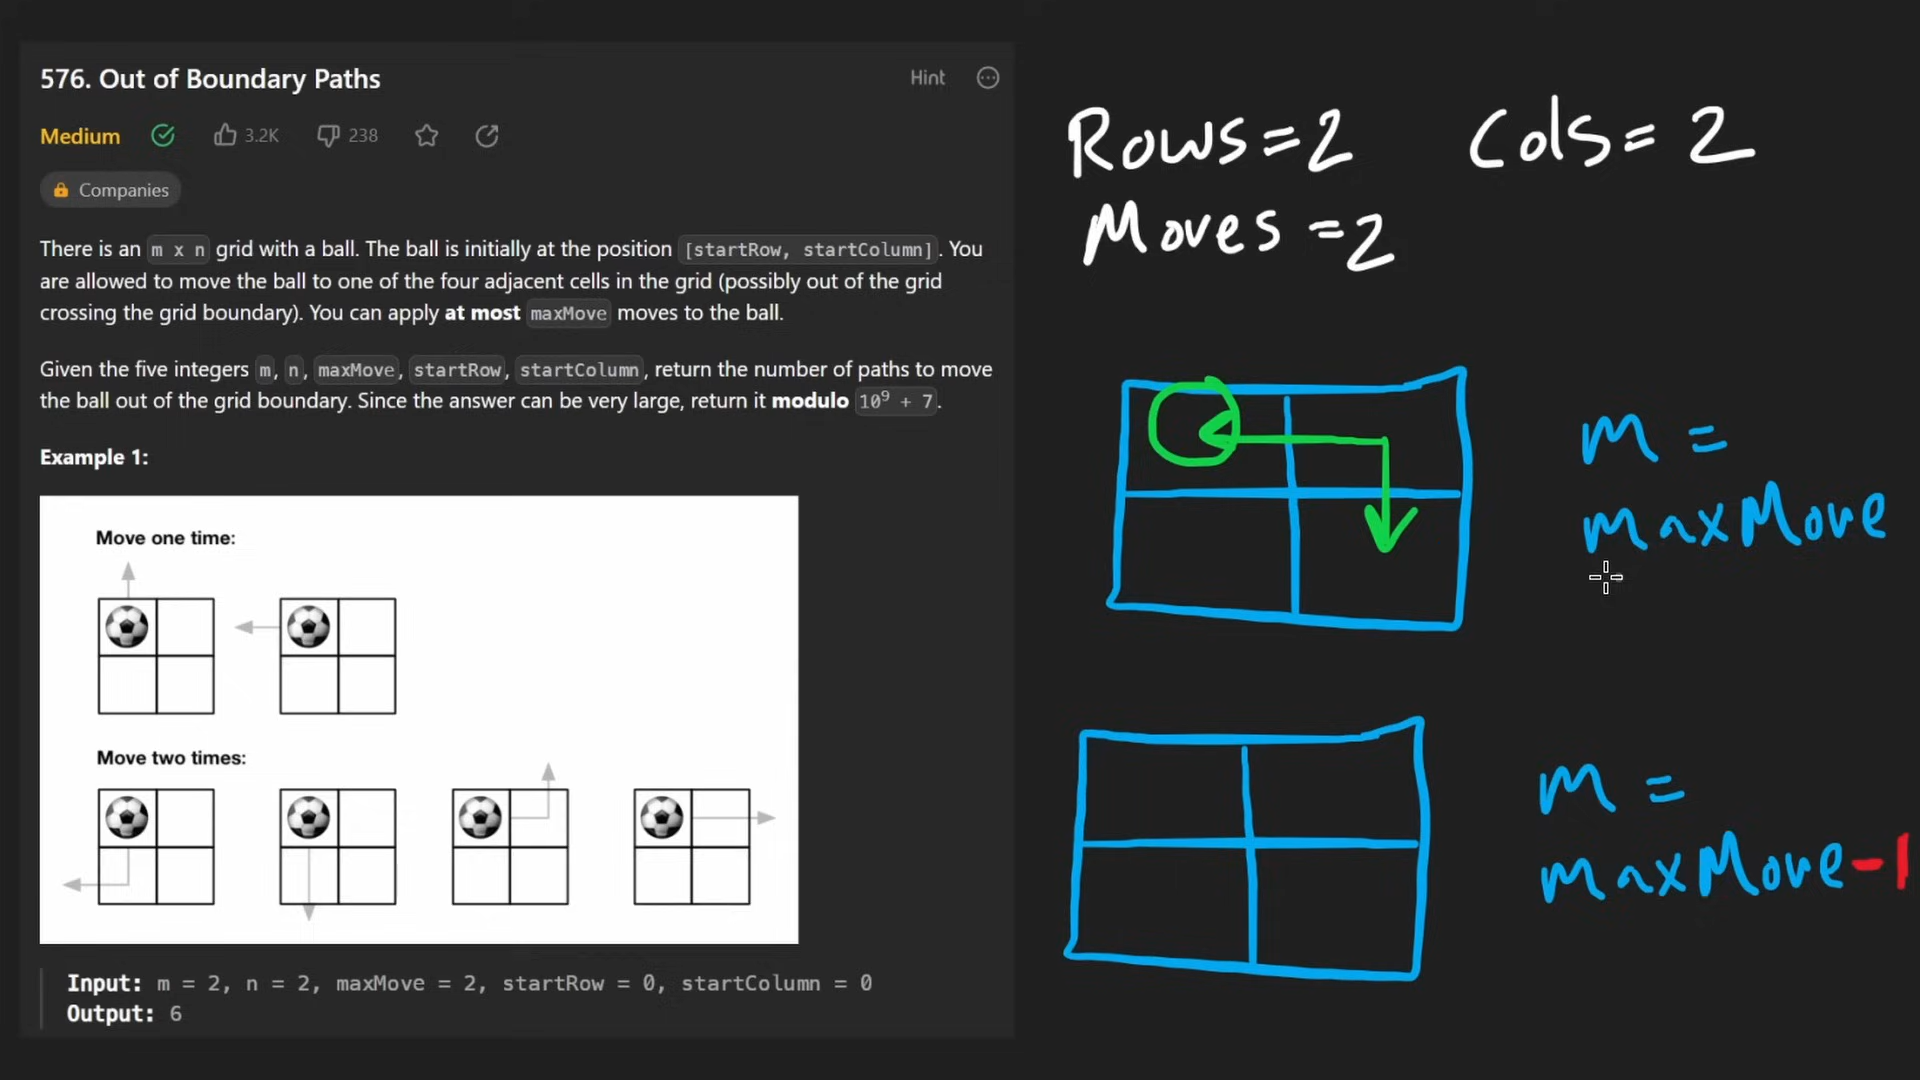 576. Out of Boundary Paths
Hint
Medium 3.2K 238
Companies
There is an m x n grid with a ball. The ball is initially at the position [startRow, startColumn]. You
are allowed to move the ball to one of the four adjacent cells in the grid (possibly out of the grid
crossing the grid boundary). You can apply at most maxMove moves to the ball.
Given the five integers m, n, maxMove, startRow, startColumn, return the number of paths to move
the ball out of the grid boundary. Since the answer can be very large, return it modulo 10⁹ + 7.
Example 1:
Move one time:
Move two times:
Input: m = 2, n = 2, maxMove = 2, startRow = 0, startColumn = 0
Output: 6
Rows=2 Cols=2
Moves=2
m =
maxMove
m =
maxMove-1